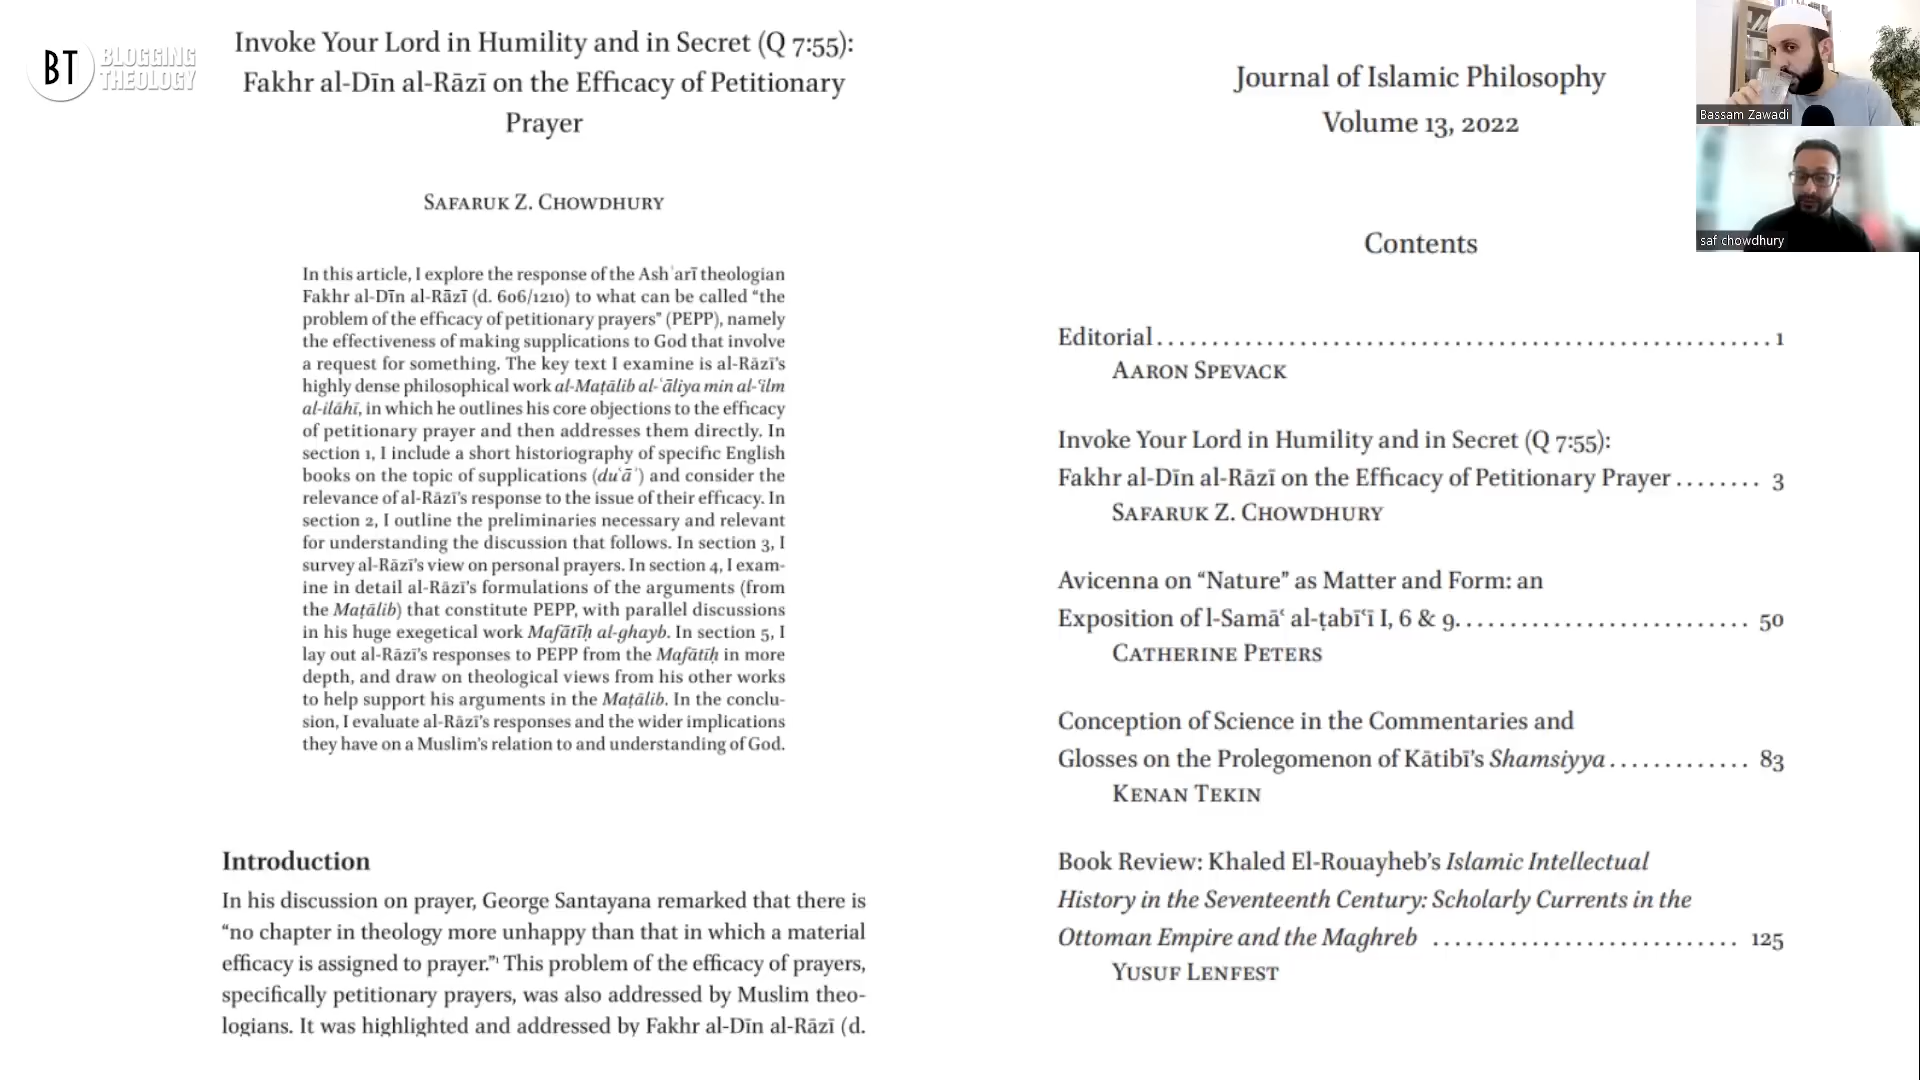 BT
BLOGGING
THEOLOGY
Invoke Your Lord in Humility and in Secret (Q 7:55):
Fakhr al-Dīn al-Rāzī on the Efficacy of Petitionary
Prayer
SAFARUK Z. CHOWDHURY
In this article, I explore the response of the Ashʿarī theologian
Fakhr al-Dīn al-Rāzī (d. 606/1210) to what can be called “the
problem of the efficacy of petitionary prayers” (PEPP), namely
the effectiveness of making supplications to God that involve
a request for something. The key text I examine is al-Rāzī’s
highly dense philosophical work al-Maṭālib al-ʿāliya min al-ʿilm
al-ilāhī, in which he outlines his core objections to the efficacy
of petitionary prayer and then addresses them directly. In
section 1, I include a short historiography of specific English
books on the topic of supplications (duʿāʾ) and consider the
relevance of al-Rāzī’s response to the issue of their efficacy. In
section 2, I outline the preliminaries necessary and relevant
for understanding the discussion that follows. In section 3, I
survey al-Rāzī’s view on personal prayers. In section 4, I exam-
ine in detail al-Rāzī’s formulations of the arguments (from
the Maṭālib) that constitute PEPP, with parallel discussions
in his huge exegetical work Mafātīḥ al-ghayb. In section 5, I
lay out al-Rāzī’s responses to PEPP from the Mafātīḥ in more
depth, and draw on theological views from his other works
to help support his arguments in the Maṭālib. In the conclu-
sion, I evaluate al-Rāzī’s responses and the wider implications
they have on a Muslim’s relation to and understanding of God.
Introduction
In his discussion on prayer, George Santayana remarked that there is
“no chapter in theology more unhappy than that in which a material
efficacy is assigned to prayer.”¹ This problem of the efficacy of prayers,
specifically petitionary prayers, was also addressed by Muslim theo-
logians. It was highlighted and addressed by Fakhr al-Dīn al-Rāzī (d.
Journal of Islamic Philosophy
Volume 13, 2022
Contents
Editorial ........................................................ 1
AARON SPEVACK
Invoke Your Lord in Humility and in Secret (Q 7:55):
Fakhr al-Dīn al-Rāzī on the Efficacy of Petitionary Prayer ........ 3
SAFARUK Z. CHOWDHURY
Avicenna on “Nature” as Matter and Form: an
Exposition of l-Samāʿ al-ṭabīʿī I, 6 & 9. .......................... 50
CATHERINE PETERS
Conception of Science in the Commentaries and
Glosses on the Prolegomenon of Kātibī’s Shamsiyya ............. 83
KENAN TEKIN
Book Review: Khaled El-Rouayheb’s Islamic Intellectual
History in the Seventeenth Century: Scholarly Currents in the
Ottoman Empire and the Maghreb ............................ 125
YUSUF LENFEST
Bassam Zawadi
saf chowdhury